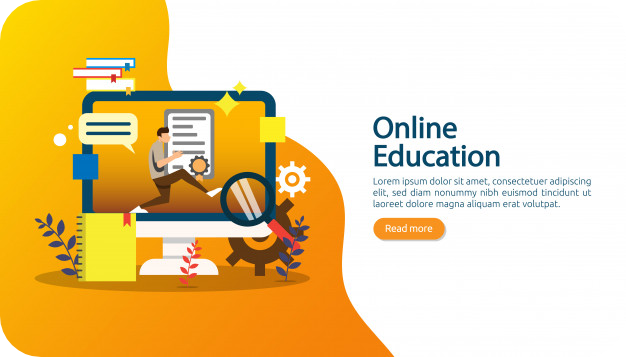 Online
Education
Lorem ipsum dolor sit amet, consectetuer adipiscing
elit, sed diam nonummy nibh euismod tincidunt ut
laoreet dolore magna aliquam erat volutpat.
Read more